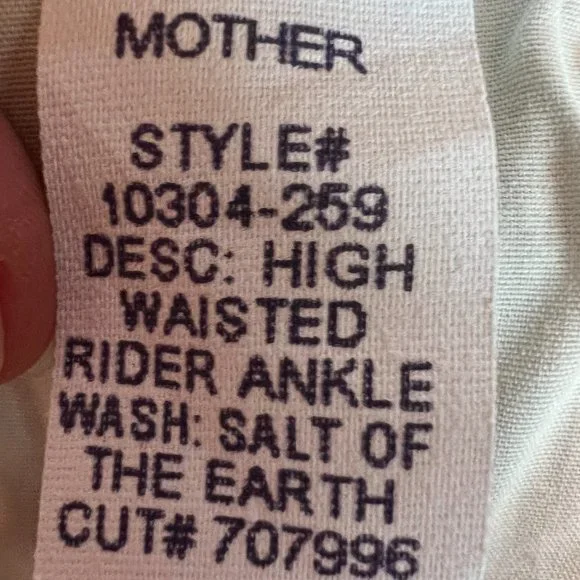 MOTHER
STYLE#
10304-259
DESC: HIGH
WAISTED
RIDER ANKLE
WASH: SALT OF
THE EARTH
CUT# 707996